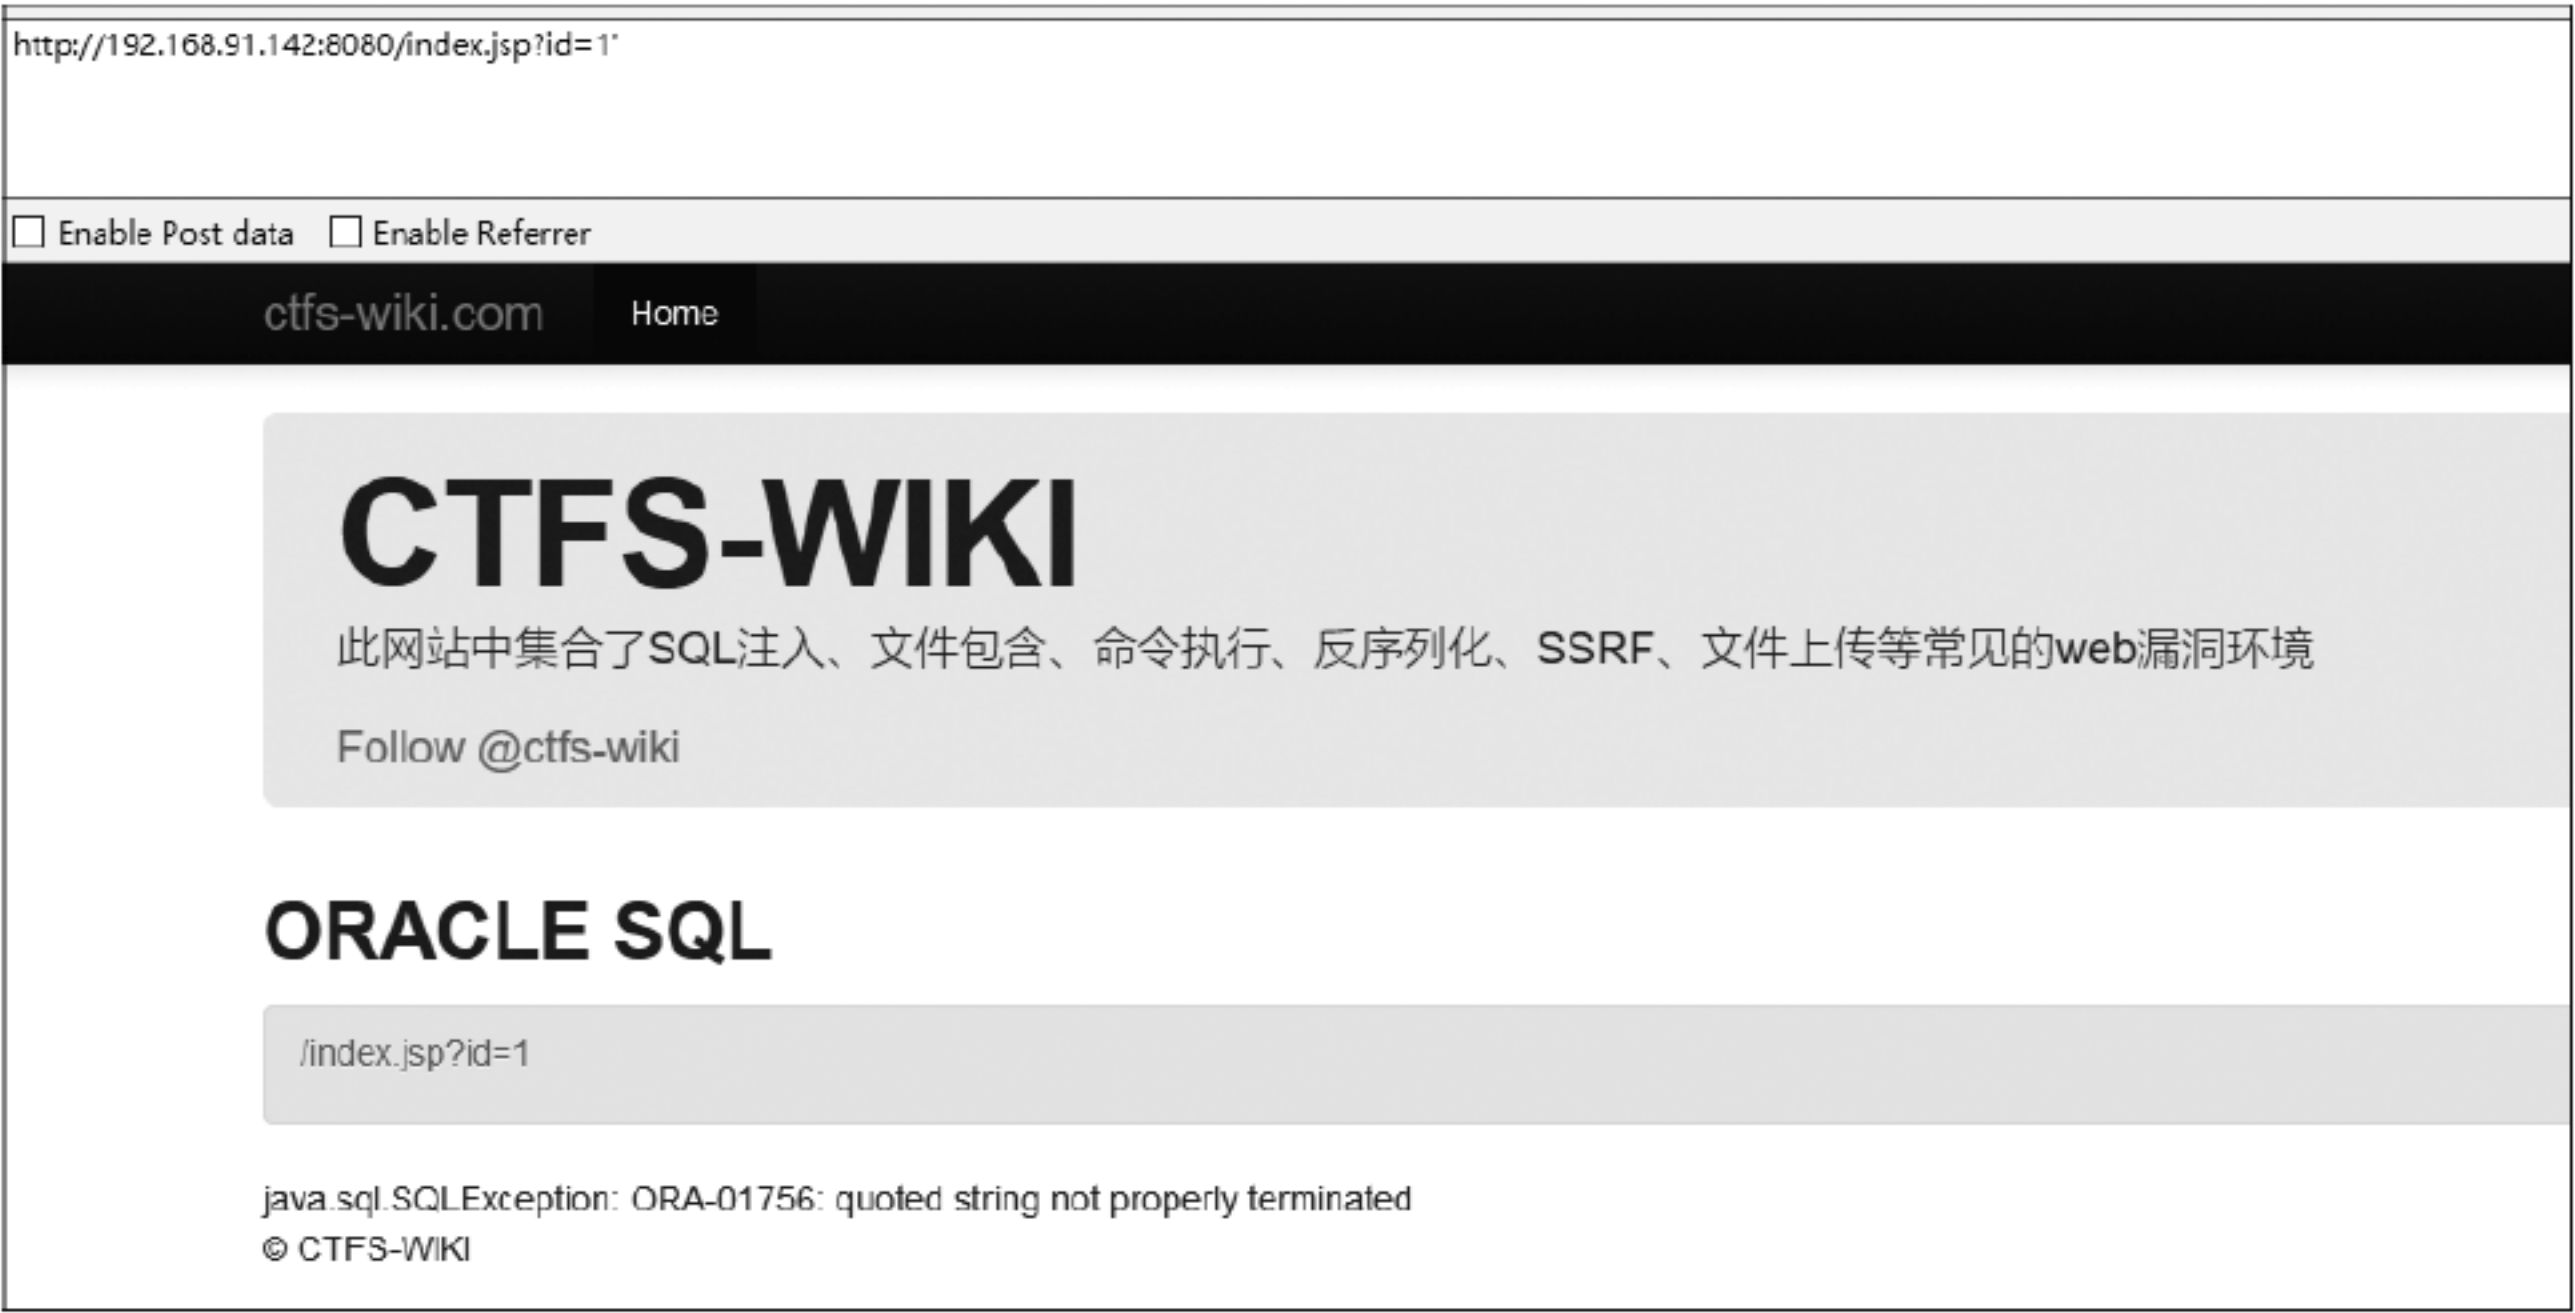 http://192.168.91.142:8080/index.jsp?id=1'
Enable Post data Enable Referrer
ctfs-wiki.com Home
CTFS-WIKI
此网站中集合了SQL注入、文件包含、命令执行、反序列化、SSRF、文件上传等常见的web漏洞环境
Follow @ctfs-wiki
ORACLE SQL
/index.jsp?id=1
java.sql.SQLException: ORA-01756: quoted string not properly terminated
© CTFS-WIKI